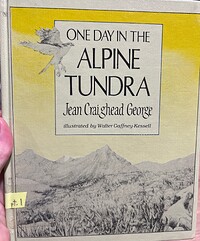 ONE DAY IN THE
ALPINE
TUNDRA
Jean Craighead George
illustrated by Walter Gaffney-Kessell